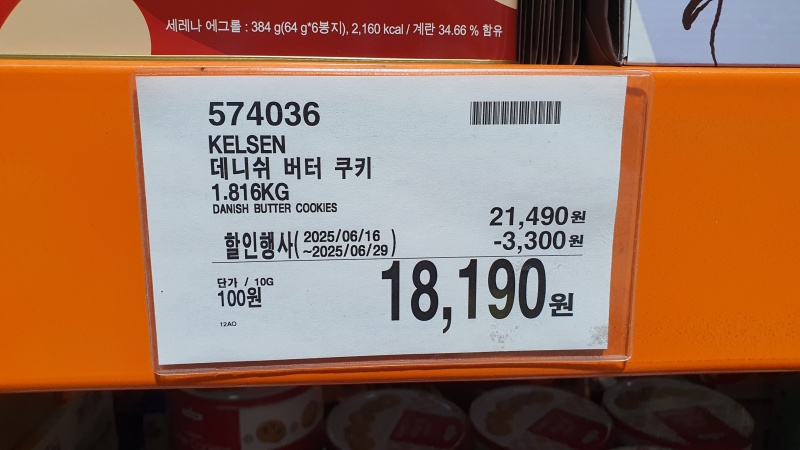 세레나 에그롤 : 384 g(64 g*6봉지), 2,160 kcal / 계란 34.66 % 함유
574036
KELSEN
데니쉬 버터 쿠키
1.816KG
DANISH BUTTER COOKIES
21,490원
할인행사( 2025/06/16 ~2025/06/29 )
-3,300원
단가 / 10G
100원
18,190원
12AO